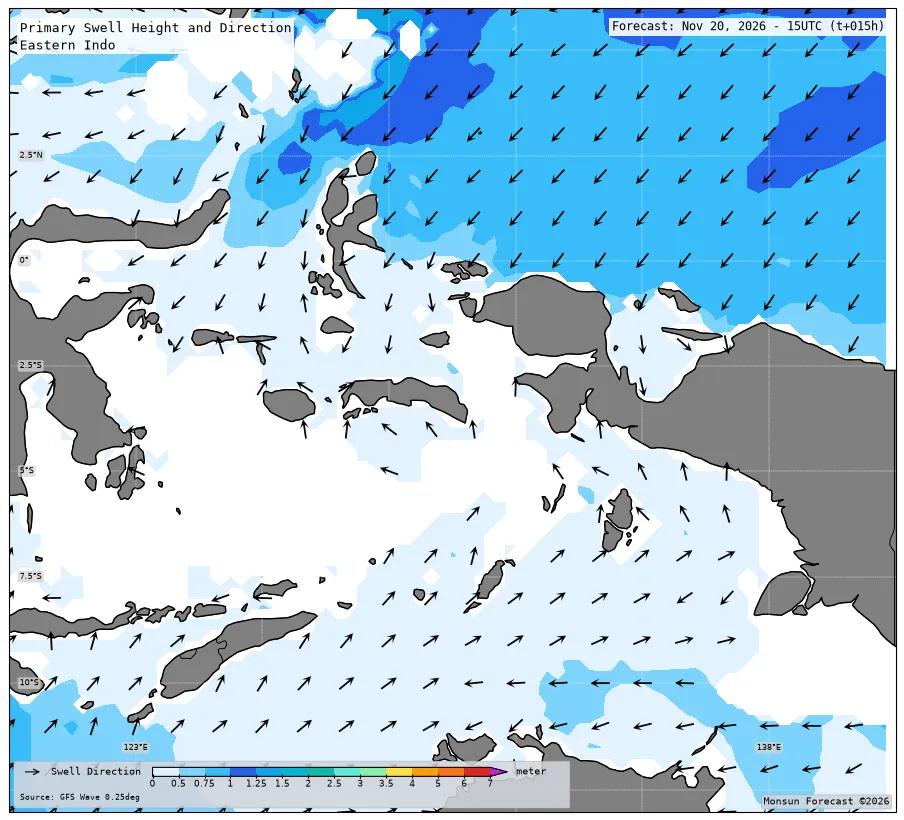 Primary Swell Height and Direction
Eastern Indo
Forecast: Nov 20, 2026 - 15UTC (t+015h)
2.5°N
0°
2.5°S
5°S
7.5°S
10°S
123°E
138°E
Swell Direction
0 0.5 0.75 1 1.25 1.5 1.75 2 2.5 3 3.5 4 5 6 7
meter
Source: GFS Wave 0.25deg
Monsun Forecast ©2026